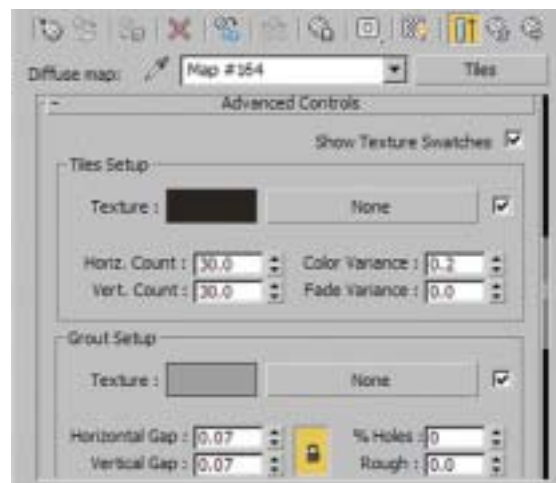 Diffuse map: Map #164 Tiles
- Advanced Controls
Show Texture Swatches
Tiles Setup
Texture : None
Horiz. Count : 30.0 Color Variance : 0.2
Vert. Count : 30.0 Fade Variance : 0.0
Grout Setup
Texture : None
Horizontal Gap : 0.07 % Holes : 0
Vertical Gap : 0.07 Rough : 0.0